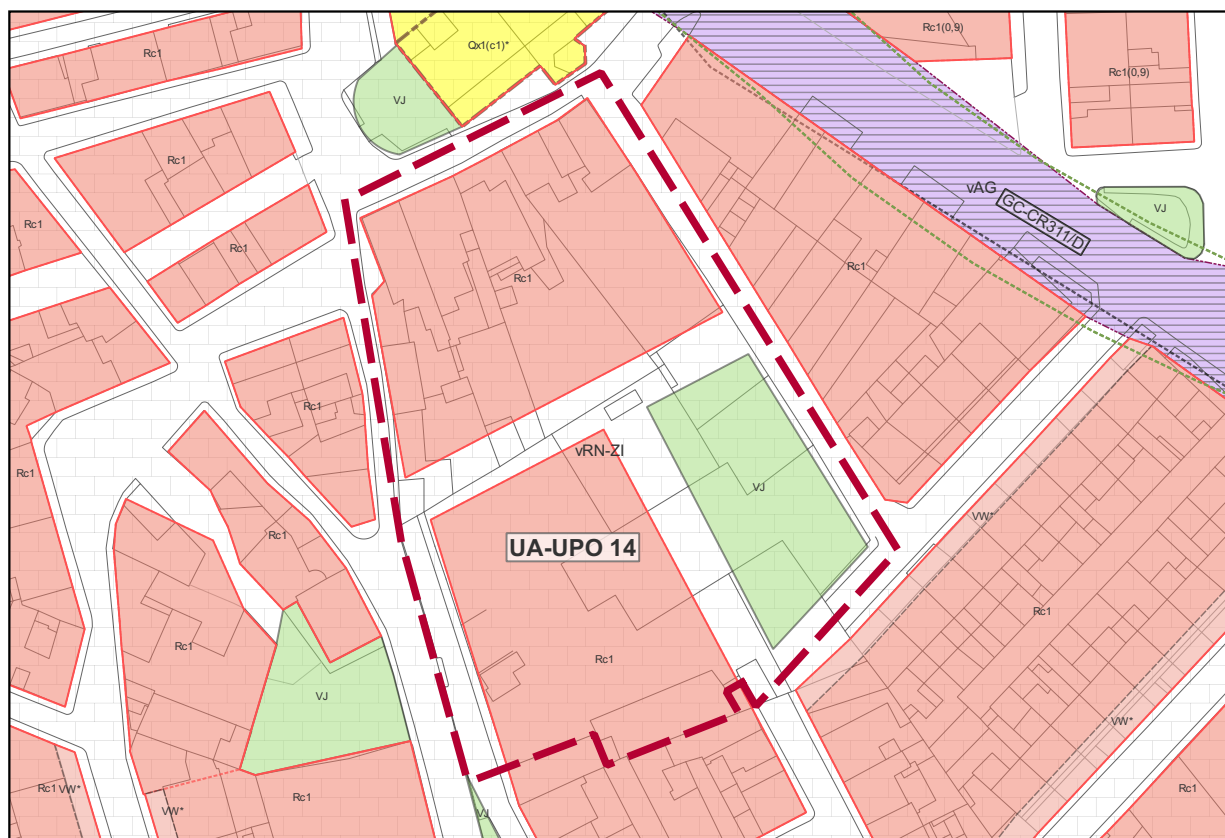 Rc1
Qx1(c1)*
Rc1(0,9)
Rc1(0,9)
VJ
Rc1
vAG
GC-CR311/D
VJ
Rc1
Rc1
Rc1
Rc1
Rc1
vRN-ZI
Rc1
VJ
VW*
Rc1
UA-UPO 14
Rc1
Rc1
Rc1
VJ
VW*
Rc1
VW*
Rc1
VW*
Rc1
VJ